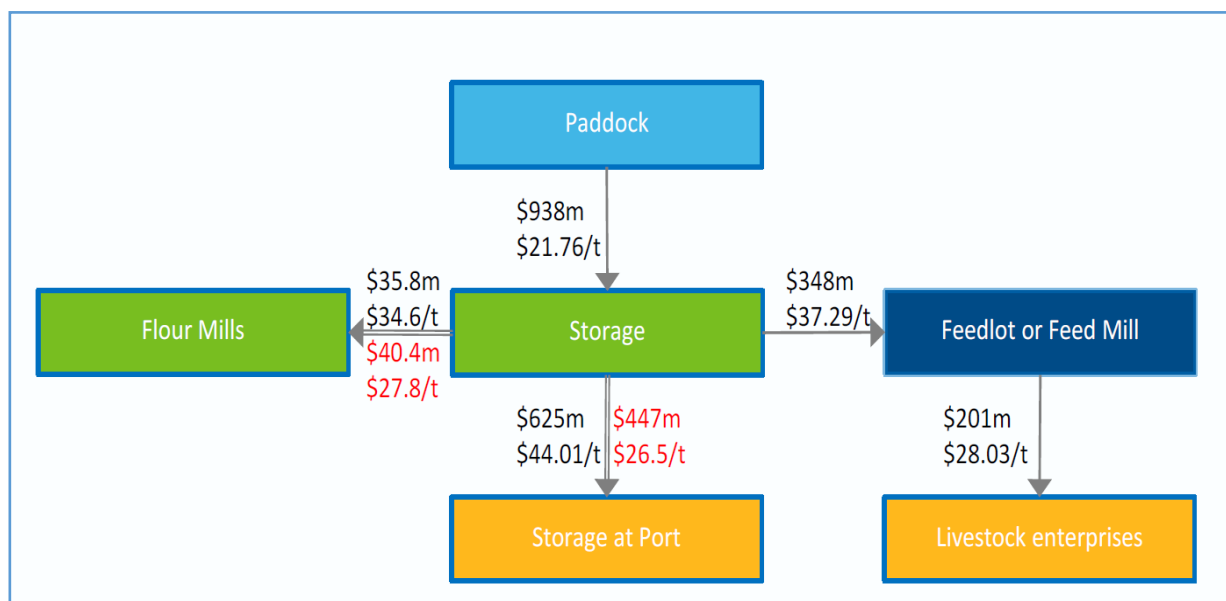 Paddock
$938m
$21.76/t
$35.8m
$34.6/t
$348m
$37.29/t
Flour Mills
Storage
Feedlot or Feed Mill
$40.4m
$27.8/t
$625m
$44.01/t
$447m
$26.5/t
$201m
$28.03/t
Storage at Port
Livestock enterprises